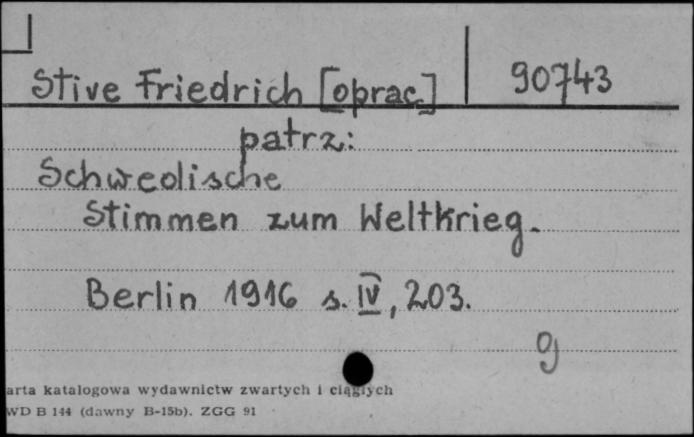 Stive Friedrich [oprac.] 90743
patrz:
Schwedische
Stimmen zum Weltkrieg.
Berlin 1916 s. IV, 203.
g
arta katalogowa wydawnictw zwartych i ciągłych
WD B 144 (dawny B-15b). ZGG 91